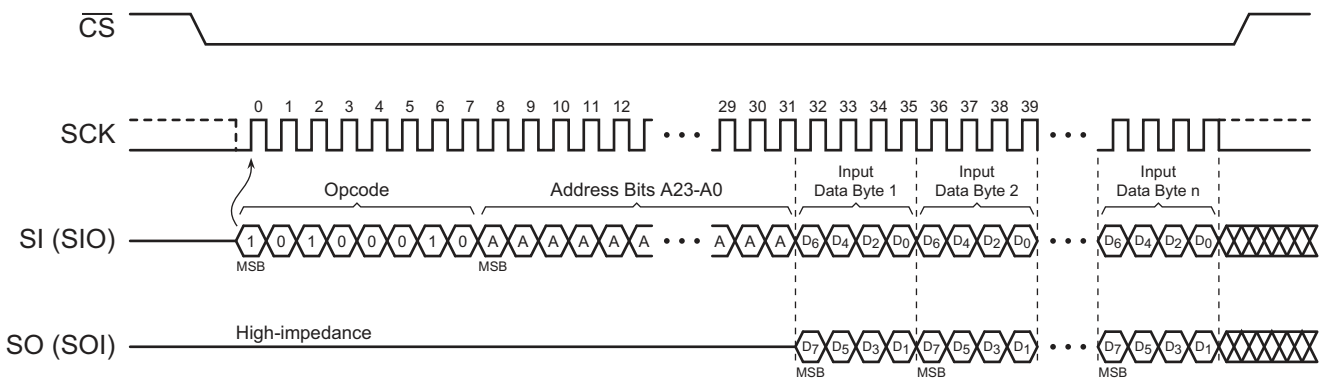 CS
0 1 2 3 4 5 6 7 8 9 10 11 12 29 30 31 32 33 34 35 36 37 38 39
SCK
Opcode
Address Bits A23-A0
Input
Data Byte 1
Input
Data Byte 2
Input
Data Byte n
SI (SIO)
1 0 1 0 0 0 1 0 A A A A A A A A A D6 D4 D2 D0 D6 D4 D2 D0 D6 D4 D2 D0
MSB MSB
High-impedance
SO (SOI)
D7 D5 D3 D1 D7 D5 D3 D1 D7 D5 D3 D1
MSB MSB MSB